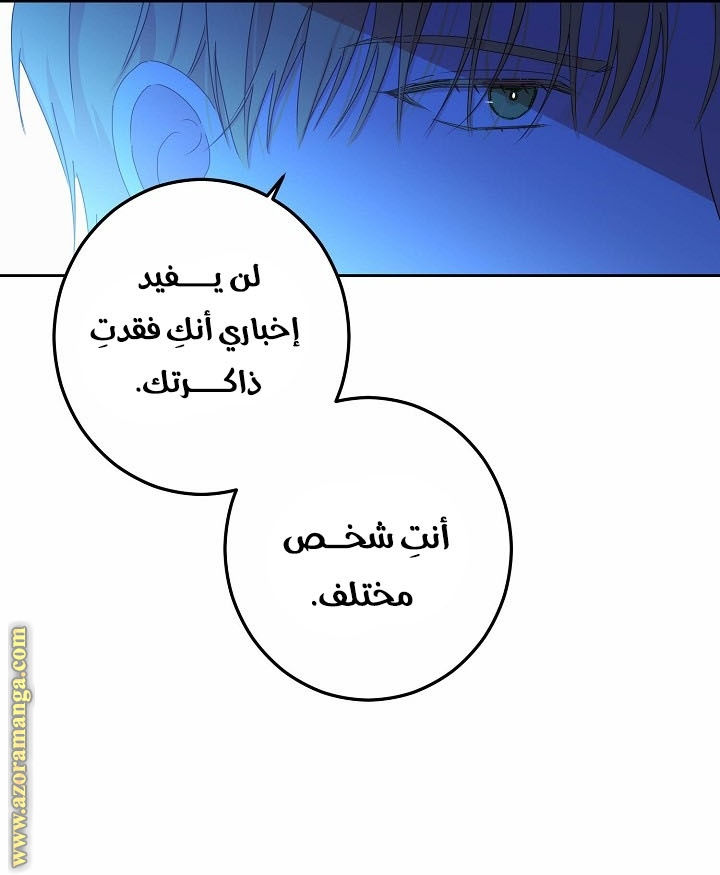 لن يـــفيد
إخباري أنكِ فقدتِ
ذاكـــرتك.
أنتِ شخـص
مختلف.
www.azoramanga.com